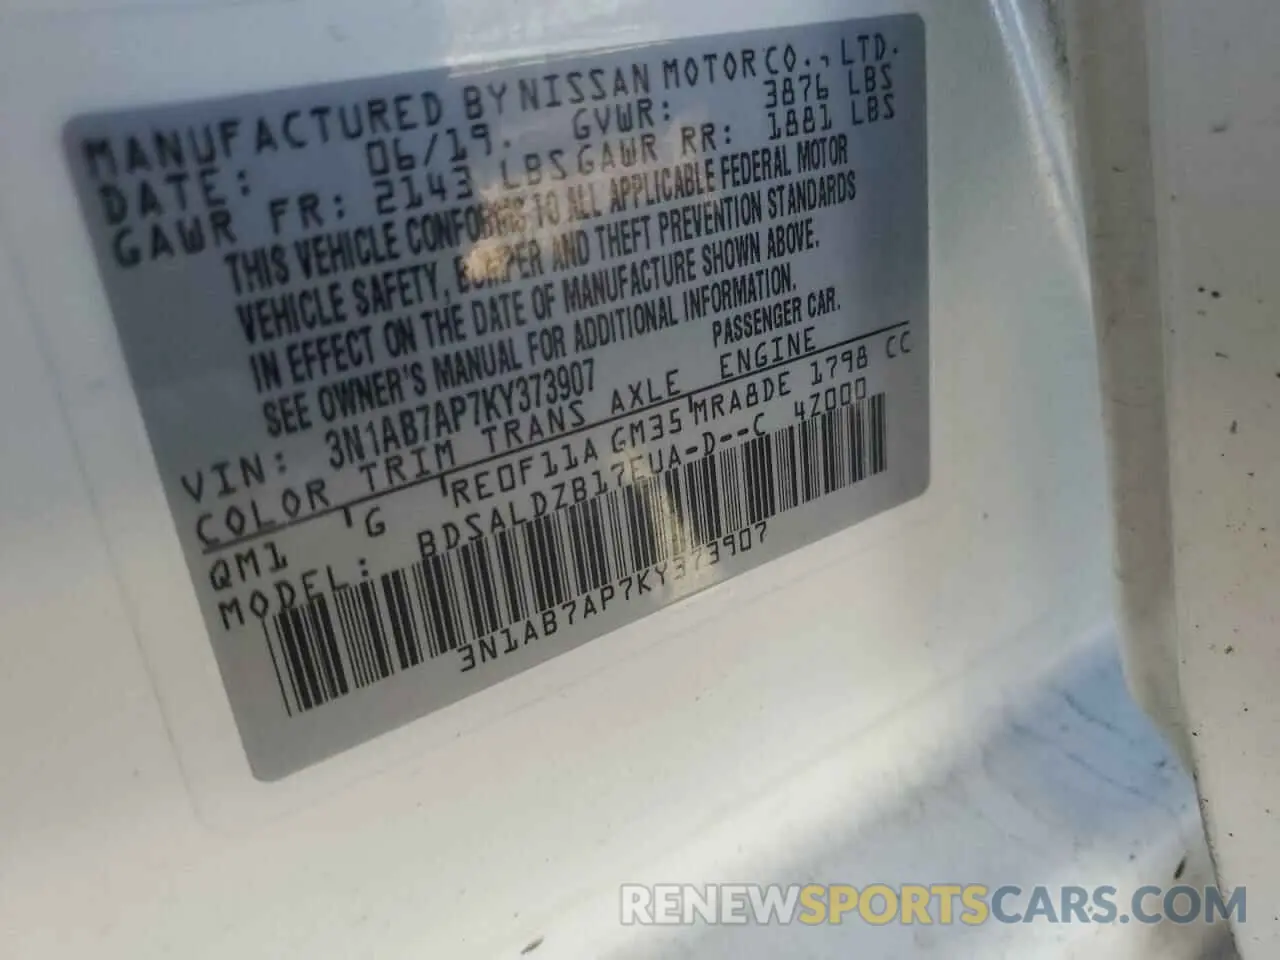 MANUFACTURED BY NISSAN MOTOR CO., LTD.
DATE: 06/19. GVWR: 3876 LBS
GAWR FR: 2143 LBS GAWR RR: 1881 LBS
THIS VEHICLE CONFORMS TO ALL APPLICABLE FEDERAL MOTOR
VEHICLE SAFETY, BUMPER AND THEFT PREVENTION STANDARDS
IN EFFECT ON THE DATE OF MANUFACTURE SHOWN ABOVE.
SEE OWNER'S MANUAL FOR ADDITIONAL INFORMATION.
VIN: 3N1AB7AP7KY373907 PASSENGER CAR.
COLOR TRIM TRANS AXLE ENGINE
QM1 G RE0F11A GM35 MRA8DE 1798 CC
MODEL: BDSALDZB17EUA-D--C 4Z000
3N1AB7AP7KY373907
RENEWSPORTSCARS.COM